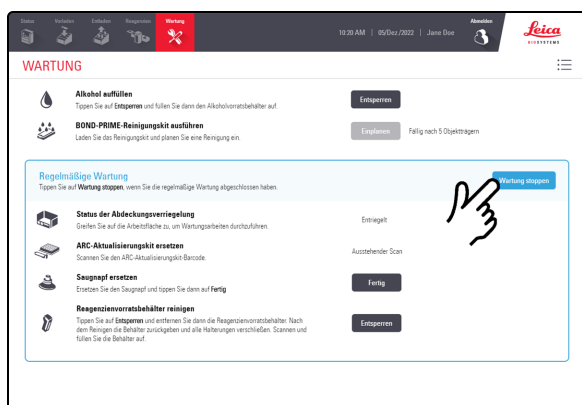 Status Vorladen Entladen Reagenzien Wartung
10:20 AM | 05/Dez./2022 | Jane Doe
Abmelden
Leica
BIOSYSTEMS
WARTUNG
Alkohol auffüllen
Tippen Sie auf Entsperren und füllen Sie dann den Alkoholvorratsbehälter auf.
Entsperren
BOND-PRIME-Reinigungskit ausführen
Laden Sie das Reinigungskit und planen Sie eine Reinigung ein.
Einplanen
Fällig nach 5 Objektträgern
Regelmäßige Wartung
Tippen Sie auf Wartung stoppen, wenn Sie die regelmäßige Wartung abgeschlossen haben.
Wartung stoppen
Status der Abdeckungsverriegelung
Greifen Sie auf die Arbeitsfläche zu, um Wartungsarbeiten durchzuführen.
Entriegelt
ARC-Aktualisierungskit ersetzen
Scannen Sie den ARC-Aktualisierungskit-Barcode.
Ausstehender Scan
Saugnapf ersetzen
Ersetzen Sie den Saugnapf und tippen Sie dann auf Fertig
Fertig
Reagenzienvorratsbehälter reinigen
Tippen Sie auf Entsperren und entfernen Sie dann die Reagenzienvorratsbehälter. Nach
dem Reinigen die Behälter zurückgeben und alle Halterungen verschließen. Scannen und
füllen Sie die Behälter auf.
Entsperren